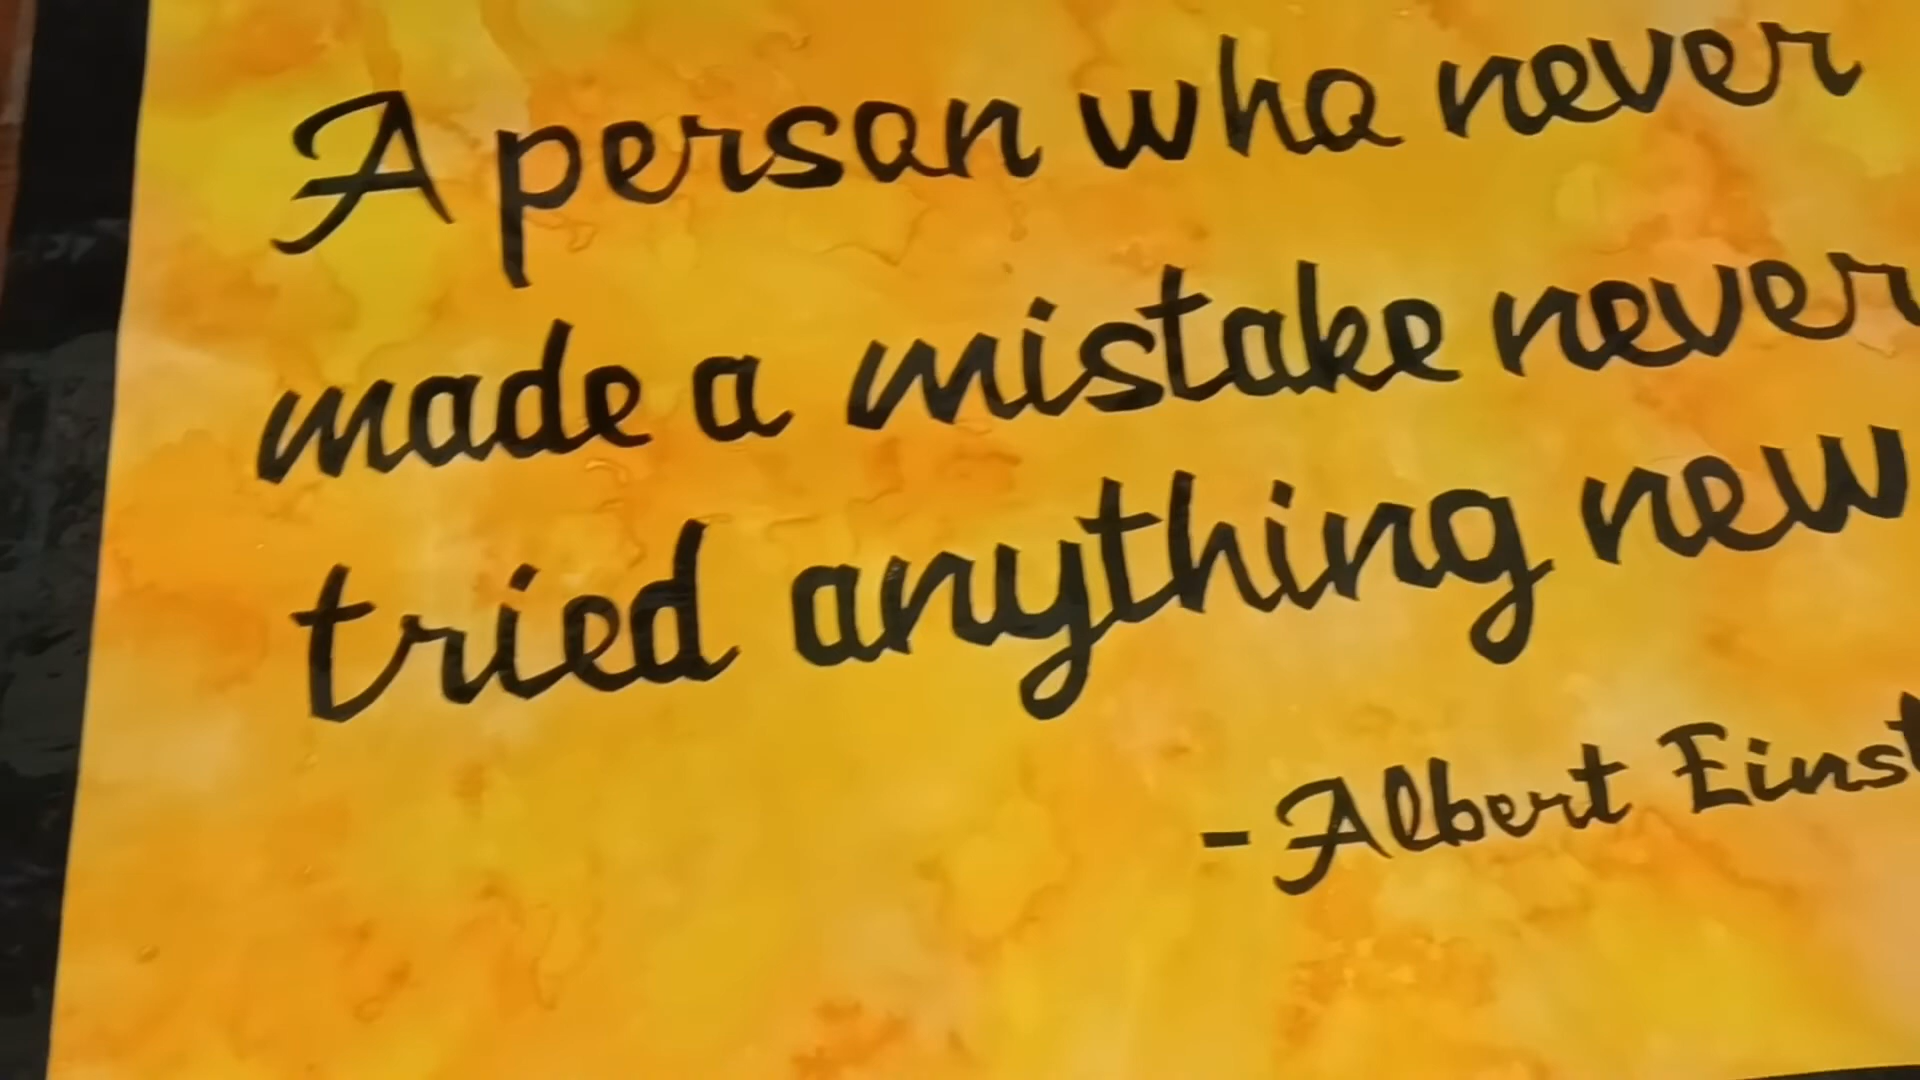 A person who never
made a mistake never
tried anything new
- Albert Einst